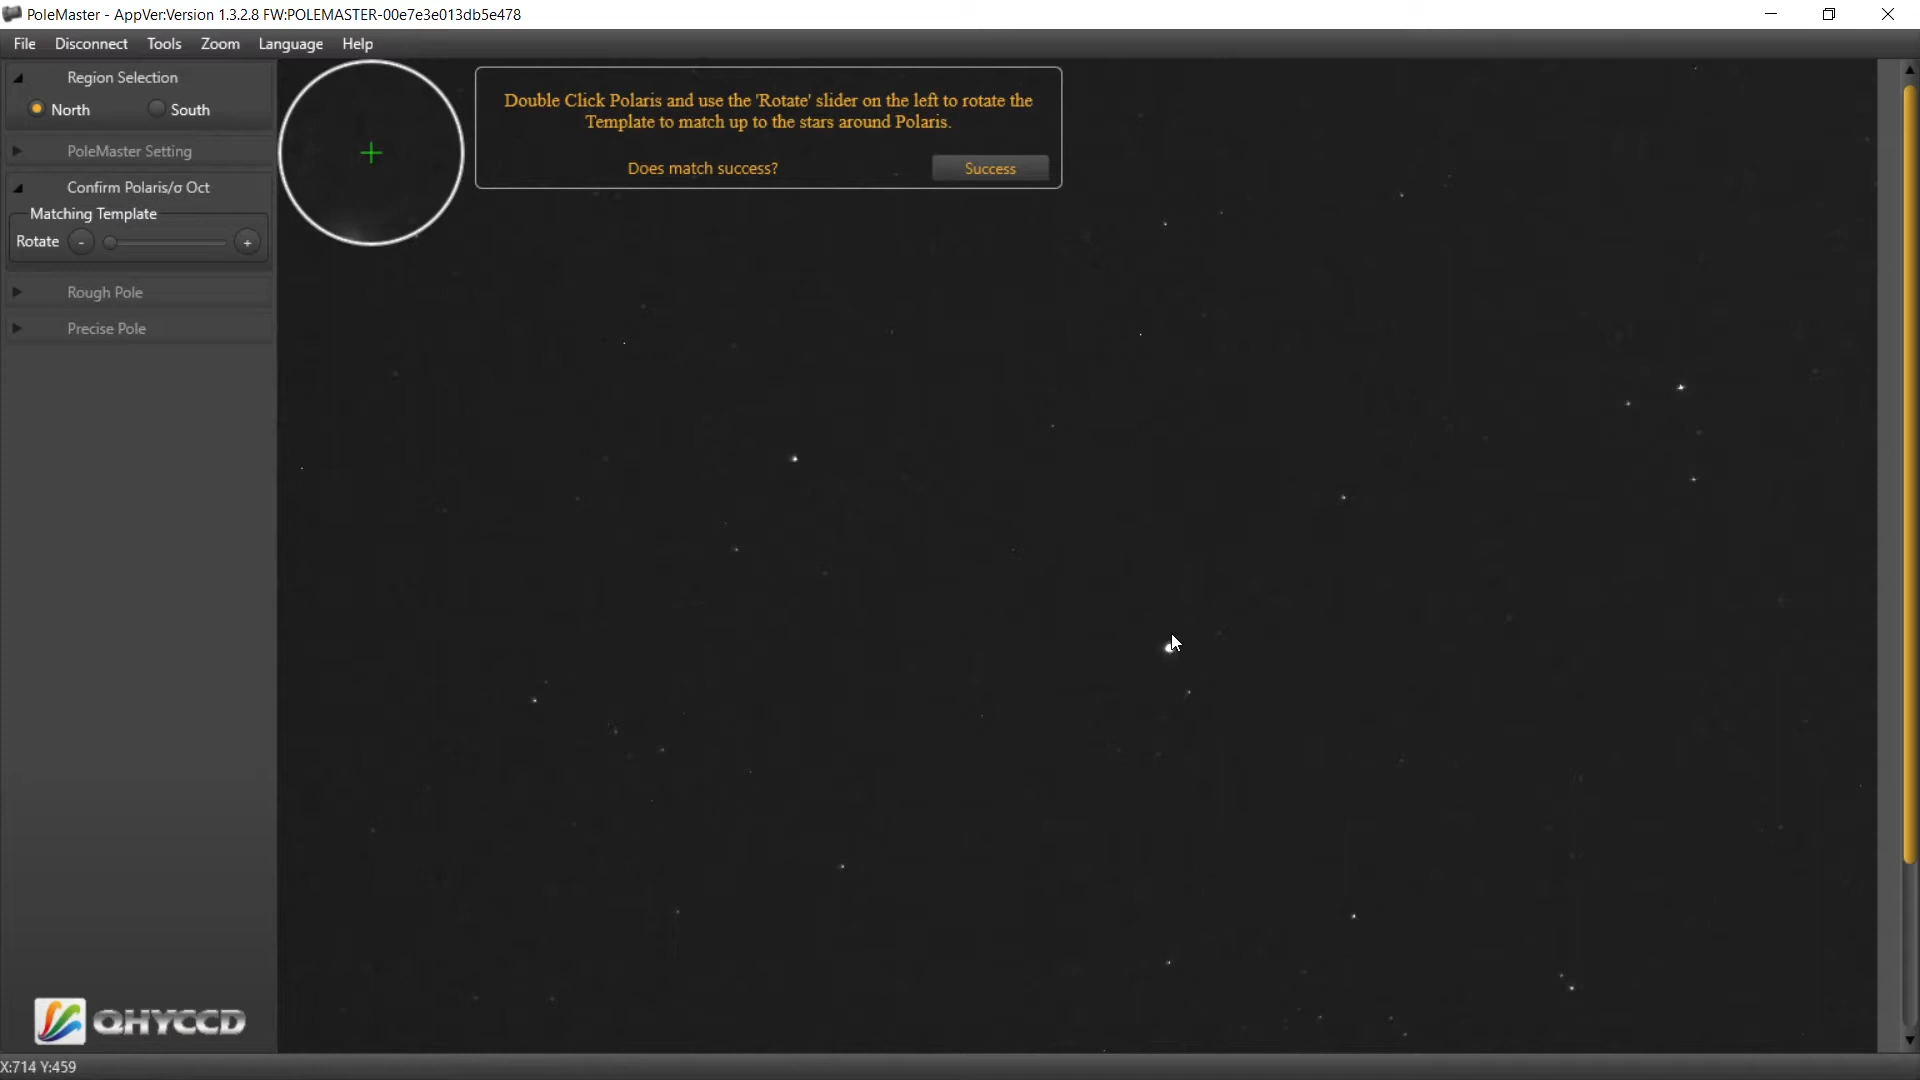 PoleMaster - AppVer:Version 1.3.2.8 FW:POLEMASTER-00e7e3e013db5e478
File Disconnect Tools Zoom Language Help
Region Selection
North South
PoleMaster Setting
Confirm Polaris/σ Oct
Matching Template
Rotate - +
Rough Pole
Precise Pole
Double Click Polaris and use the 'Rotate' slider on the left to rotate the
Template to match up to the stars around Polaris.
Does match success? Success
QHYCCD
X:714 Y:459